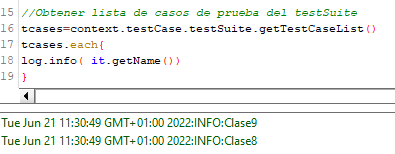 15 //Obtener lista de casos de prueba del testSuite
16 tcases=context.testCase.testSuite.getTestCaseList()
17 tcases.each{
18 log.info( it.getName())
19 }
Tue Jun 21 11:30:49 GMT+01:00 2022:INFO:Clase9
Tue Jun 21 11:30:49 GMT+01:00 2022:INFO:Clase8